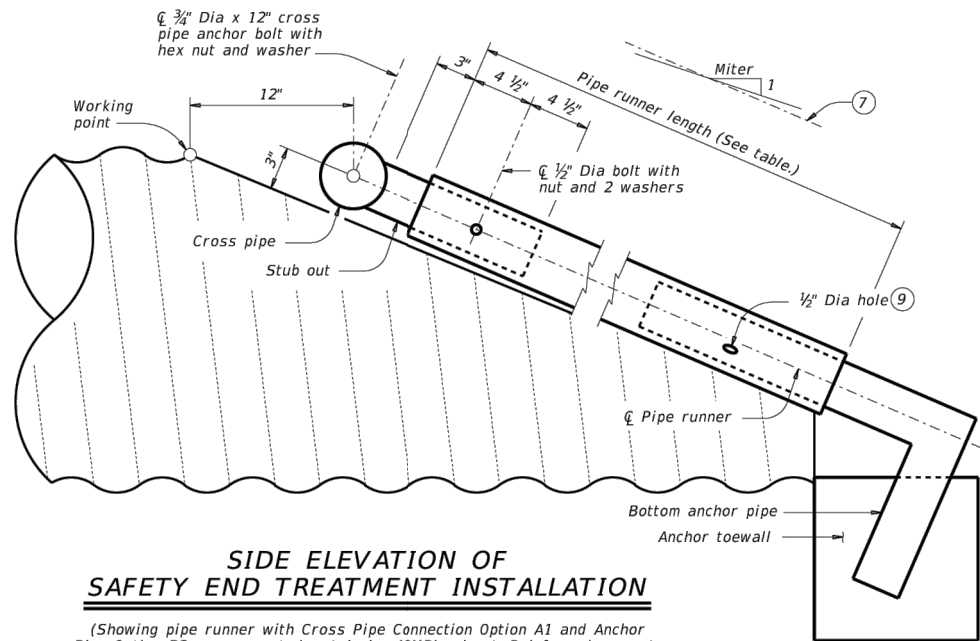 ℄ ¾" Dia x 12" cross
pipe anchor bolt with
hex nut and washer
Working
point
12"
3"
3"
4 ½"
4 ½"
Pipe runner length (See table.)
Miter
1
7
℄ ½" Dia bolt with
nut and 2 washers
Cross pipe
Stub out
½" Dia hole 9
℄ Pipe runner
Bottom anchor pipe
Anchor toewall
SIDE ELEVATION OF
SAFETY END TREATMENT INSTALLATION
(Showing pipe runner with Cross Pipe Connection Option A1 and Anchor